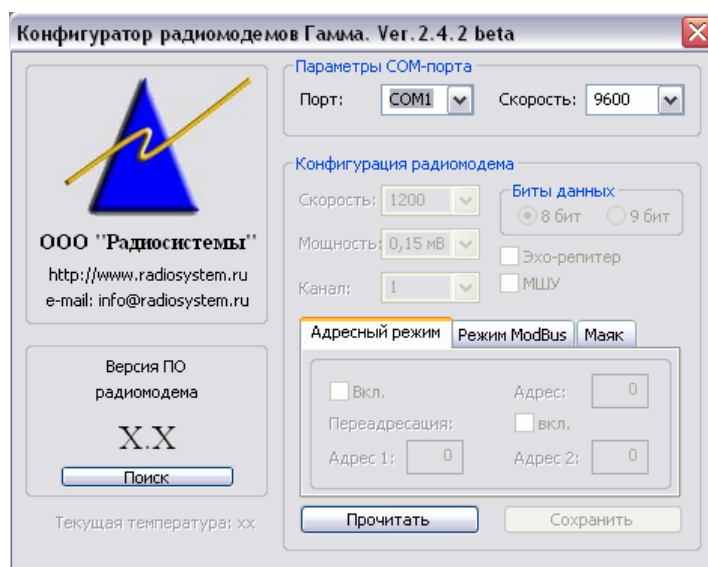 Конфигуратор радиомодемов Гамма. Ver.2.4.2 beta
ООО "Радиосистемы"
http://www.radiosystem.ru
e-mail: info@radiosystem.ru
Версия ПО
радиомодема
X.X
Поиск
Текущая температура: xx
Параметры COM-порта
Порт: COM1 Скорость: 9600
Конфигурация радиомодема
Скорость: 1200
Биты данных
8 бит 9 бит
Мощность: 0,15 мВ
Эхо-репитер
Канал: 1
МШУ
Адресный режим Режим ModBus Маяк
Вкл. Адрес: 0
Переадресация: вкл.
Адрес 1: 0 Адрес 2: 0
Прочитать Сохранить